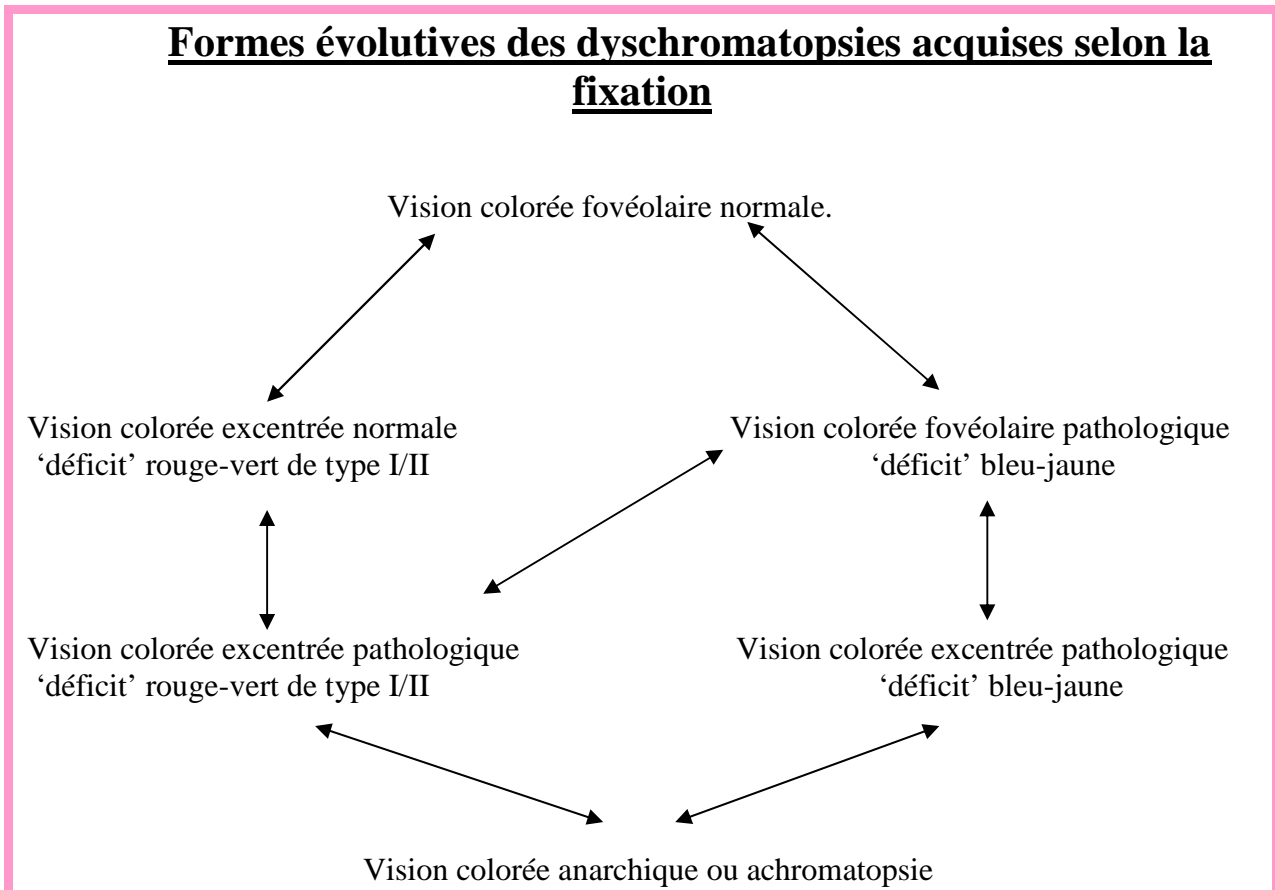 Formes évolutives des dyschromatopsies acquises selon la
fixation
Vision colorée fovéolaire normale.
Vision colorée excentrée normale
‘déficit’ rouge-vert de type I/II
Vision colorée fovéolaire pathologique
‘déficit’ bleu-jaune
Vision colorée excentrée pathologique
‘déficit’ rouge-vert de type I/II
Vision colorée excentrée pathologique
‘déficit’ bleu-jaune
Vision colorée anarchique ou achromatopsie